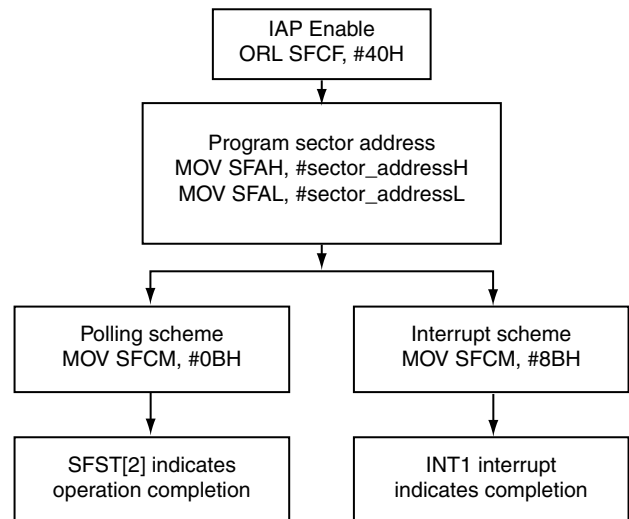 IAP Enable
ORL SFCF, #40H
Program sector address
MOV SFAH, #sector_addressH
MOV SFAL, #sector_addressL
Polling scheme
MOV SFCM, #0BH
Interrupt scheme
MOV SFCM, #8BH
SFST[2] indicates
operation completion
INT1 interrupt
indicates completion